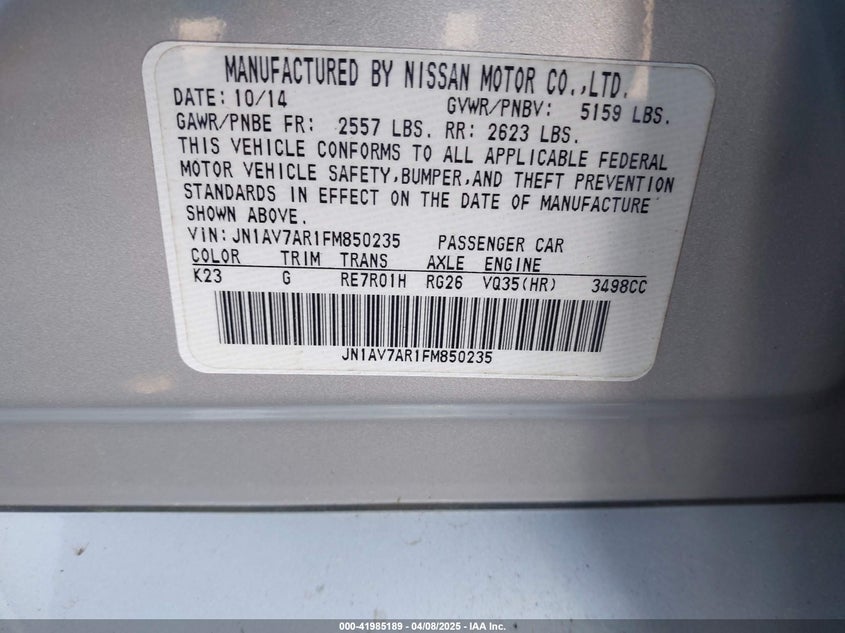 MANUFACTURED BY NISSAN MOTOR CO.,LTD.
DATE: 10/14 GVWR/PNBV: 5159 LBS.
GAWR/PNBE FR: 2557 LBS. RR: 2623 LBS.
THIS VEHICLE CONFORMS TO ALL APPLICABLE FEDERAL
MOTOR VEHICLE SAFETY,BUMPER,AND THEFT PREVENTION
STANDARDS IN EFFECT ON THE DATE OF MANUFACTURE
SHOWN ABOVE.
VIN: JN1AV7AR1FM850235 PASSENGER CAR
COLOR TRIM TRANS AXLE ENGINE
K23 G RE7R01H RG26 VQ35(HR) 3498CC
JN1AV7AR1FM850235
000-41985189 - 04/08/2025 - IAA Inc.